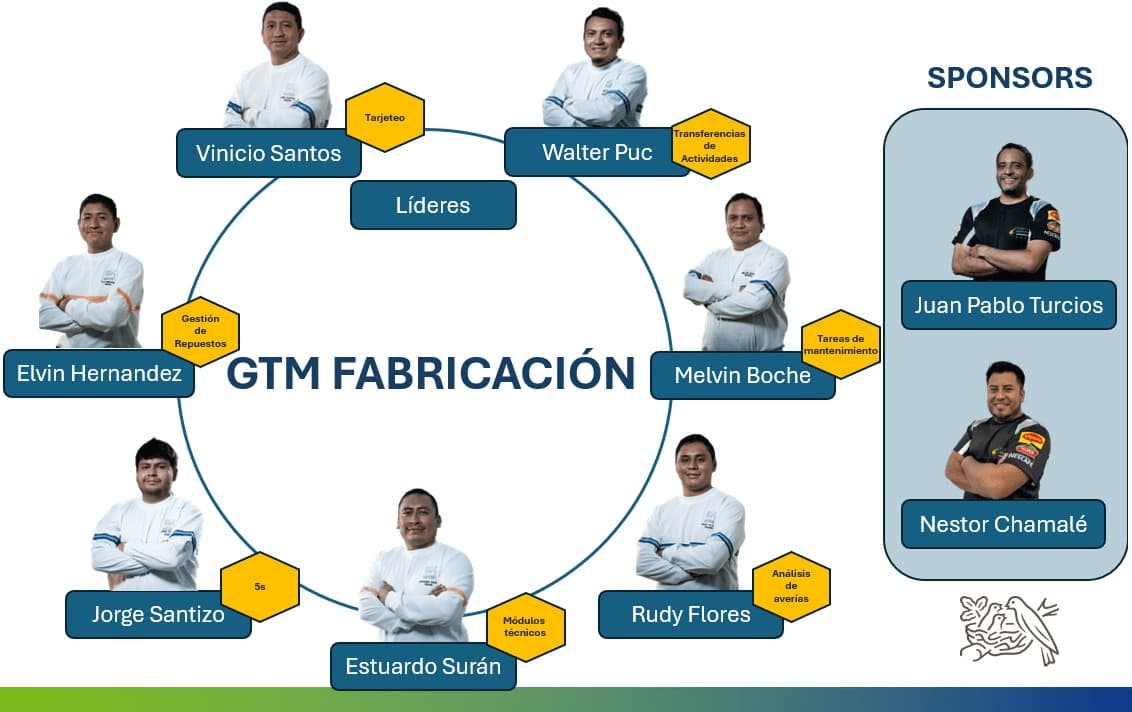 SPONSORS
Tarjeteo
Vinicio Santos
Walter Puc
Transferencias
de
Actividades
Líderes
Juan Pablo Turcios
Gestión
de
Repuestos
Elvin Hernandez
GTM FABRICACIÓN
Tareas de
mantenimiento
Melvin Boche
NESCAFÉ
Nestor Chamalé
5s
Jorge Santizo
Módulos
técnicos
Estuardo Surán
Análisis
de
averías
Rudy Flores